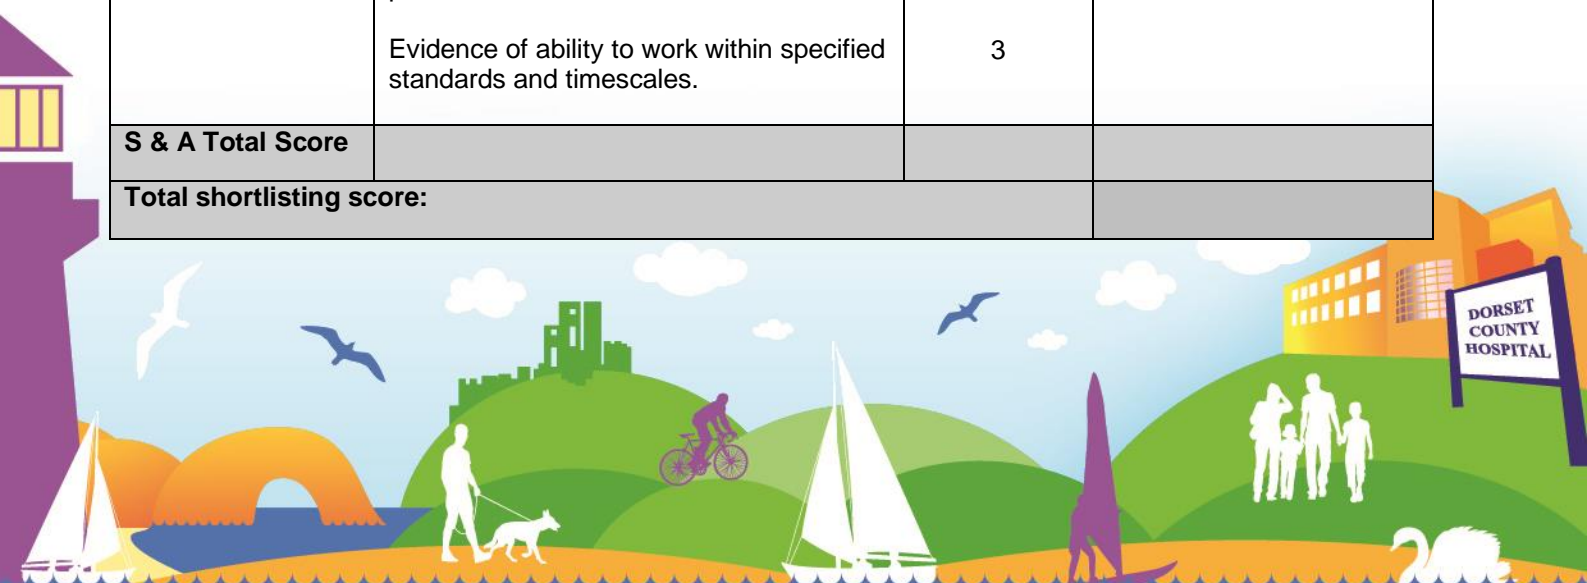 Evidence of ability to work within specified
standards and timescales.
3
S & A Total Score
Total shortlisting score:
DORSET
COUNTY
HOSPITAL